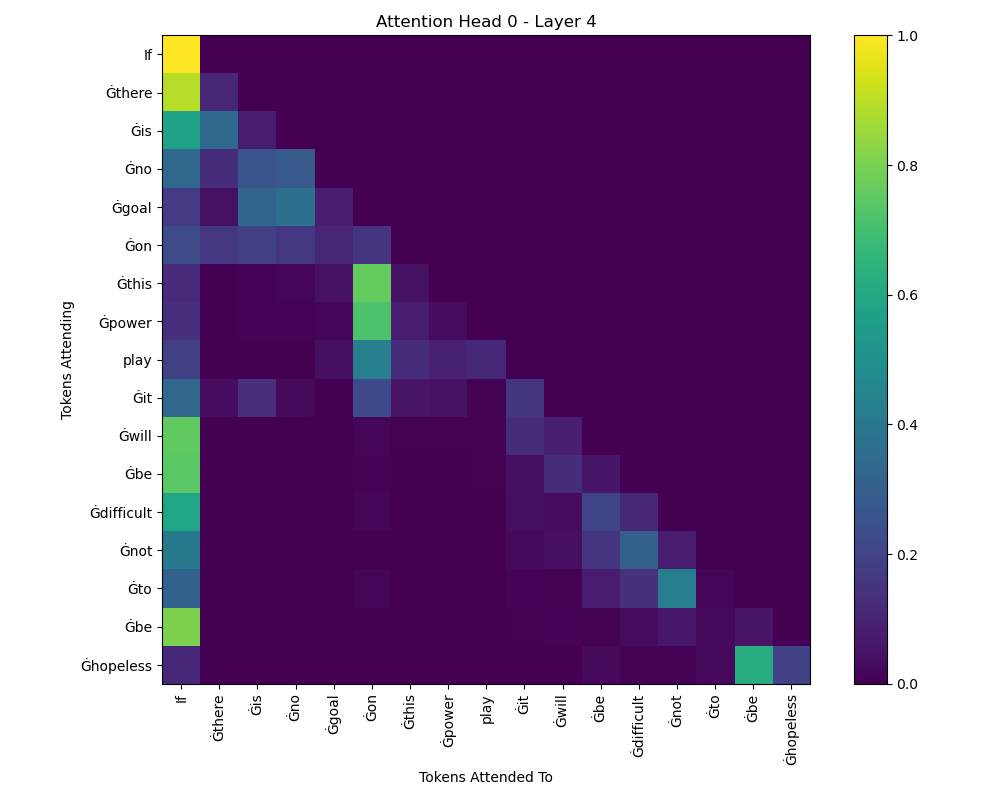 Attention Head 0 - Layer 4
If
Ġthere
Ġis
Ġno
Ġgoal
Ġon
Ġthis
Ġpower
play
Ġit
Ġwill
Ġbe
Ġdifficult
Ġnot
Ġto
Ġbe
Ġhopeless
Tokens Attending
If
Ġthere
Ġis
Ġno
Ġgoal
Ġon
Ġthis
Ġpower
play
Ġit
Ġwill
Ġbe
Ġdifficult
Ġnot
Ġto
Ġbe
Ġhopeless
Tokens Attended To
1.0
0.8
0.6
0.4
0.2
0.0